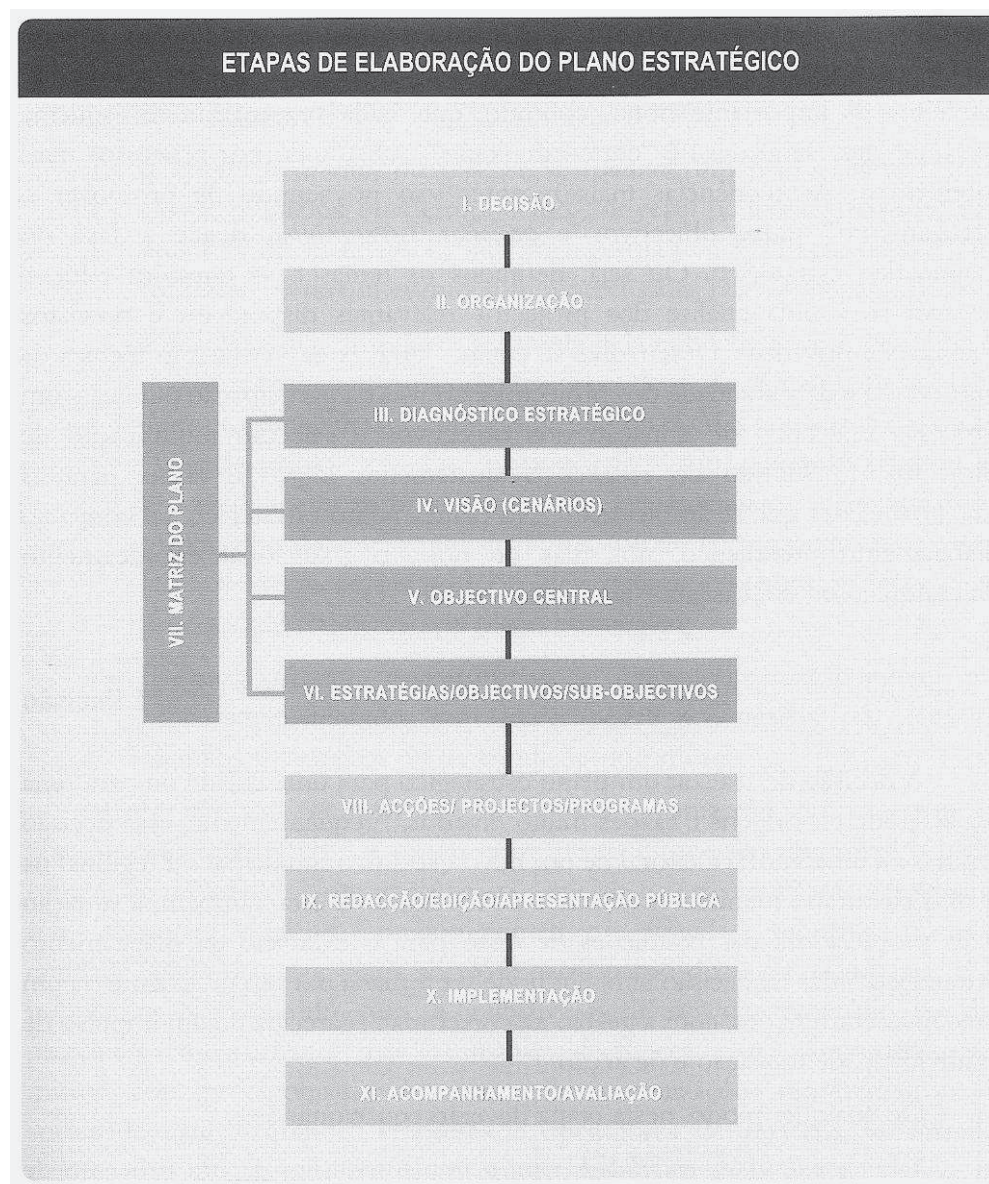 ETAPAS DE ELABORAÇÃO DO PLANO ESTRATÉGICO
I. DECISÃO
II. ORGANIZAÇÃO
III. DIAGNÓSTICO ESTRATÉGICO
IV. VISÃO (CENÁRIOS)
V. OBJECTIVO CENTRAL
VI. ESTRATÉGIAS/OBJECTIVOS/SUB-OBJECTIVOS
VII. MATRIZ DO PLANO
VIII. ACÇÕES/ PROJECTOS/PROGRAMAS
IX. REDACÇÃO/EDIÇÃO/APRESENTAÇÃO PÚBLICA
X. IMPLEMENTAÇÃO
XI. ACOMPANHAMENTO/AVALIAÇÃO